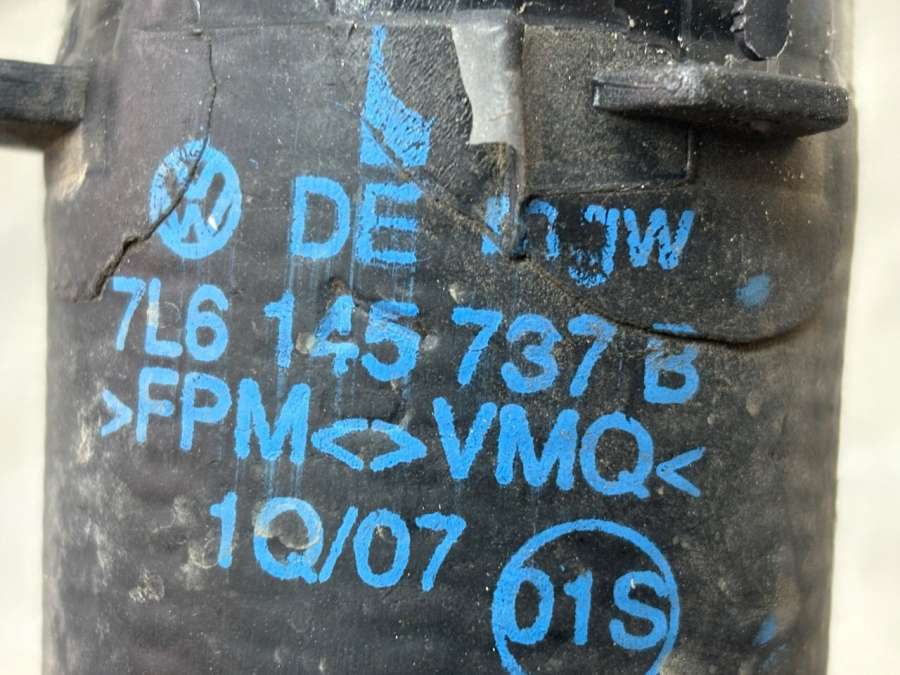 DE
7L6 145 737 B
>FPM<>VMQ<
1Q/07
01S